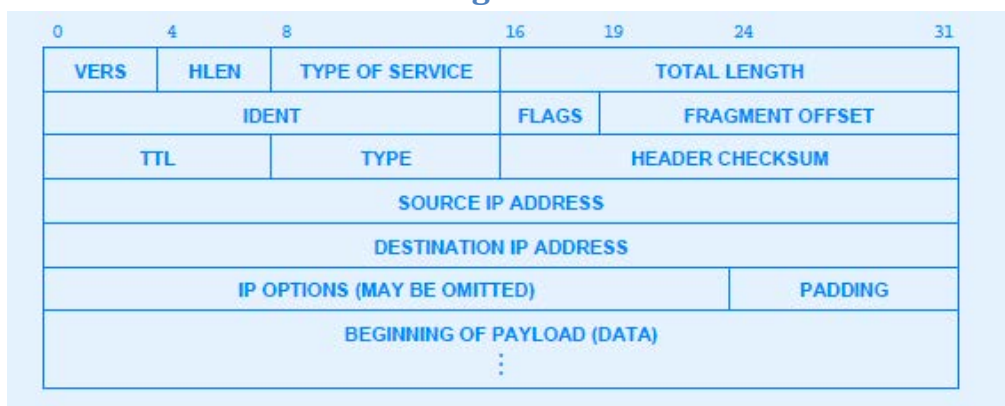 0 4 8 16 19 24 31
VERS HLEN TYPE OF SERVICE TOTAL LENGTH
IDENT FLAGS FRAGMENT OFFSET
TTL TYPE HEADER CHECKSUM
SOURCE IP ADDRESS
DESTINATION IP ADDRESS
IP OPTIONS (MAY BE OMITTED) PADDING
BEGINNING OF PAYLOAD (DATA)
⋮